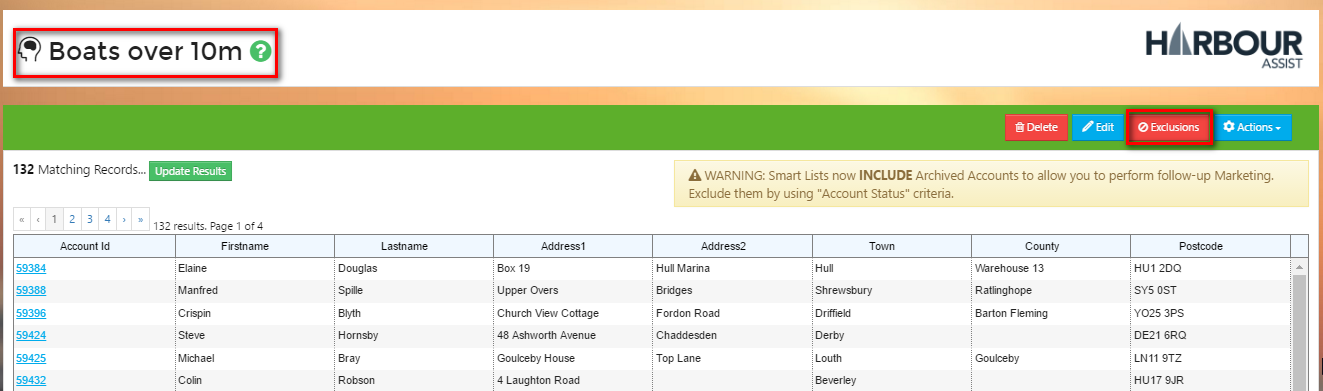 Boats over 10m ?
HARBOUR
ASSIST
Delete Edit Exclusions Actions
132 Matching Records... Update Results
WARNING: Smart Lists now INCLUDE Archived Accounts to allow you to perform follow-up Marketing.
Exclude them by using "Account Status" criteria.
« ‹ 1 2 3 4 › » 132 results. Page 1 of 4
Account Id Firstname Lastname Address1 Address2 Town County Postcode
59384 Elaine Douglas Box 19 Hull Marina Hull Warehouse 13 HU1 2DQ
59388 Manfred Spille Upper Overs Bridges Shrewsbury Ratlinghope SY5 0ST
59396 Crispin Blyth Church View Cottage Fordon Road Driffield Barton Fleming YO25 3PS
59424 Steve Hornsby 48 Ashworth Avenue Chaddesden Derby DE21 6RQ
59425 Michael Bray Goulceby House Top Lane Louth Goulceby LN11 9TZ
59432 Colin Robson 4 Laughton Road Beverley HU17 9JR